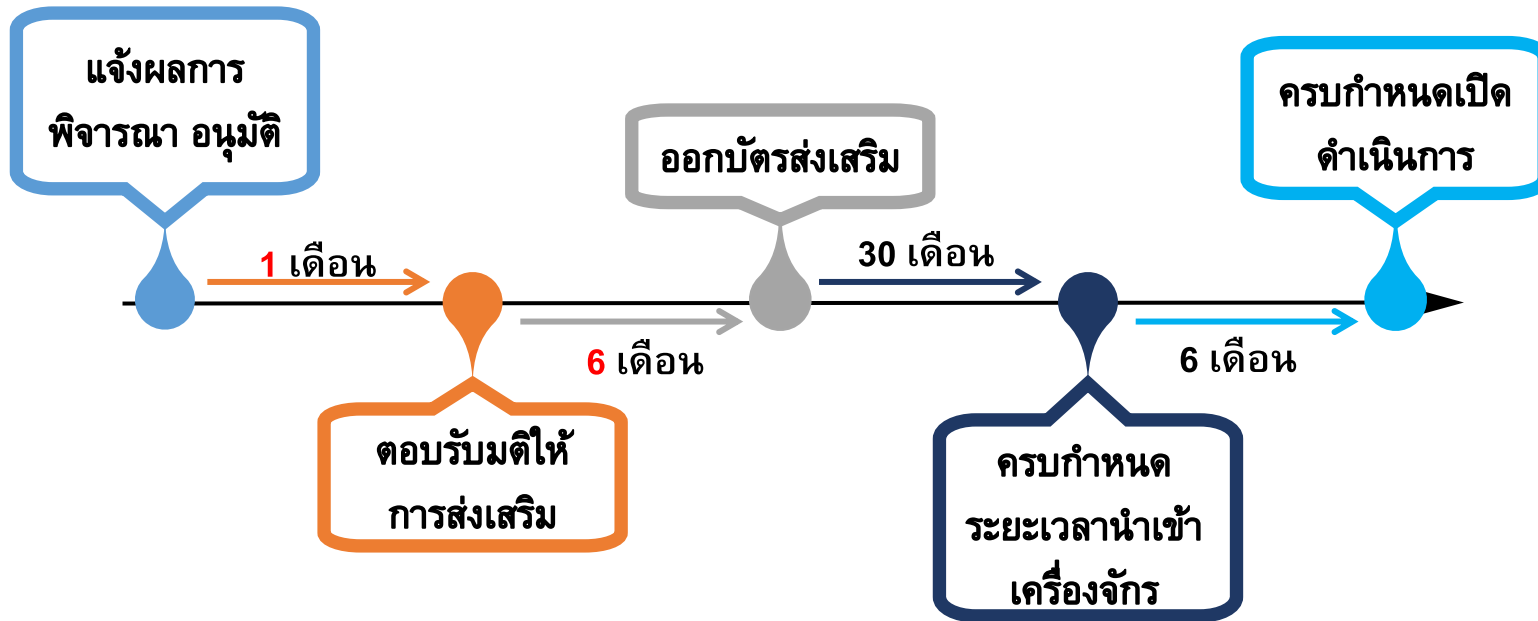 แจ้งผลการ
พิจารณา อนุมัติ
1 เดือน
ตอบรับมติให้
การส่งเสริม
6 เดือน
ออกบัตรส่งเสริม
30 เดือน
ครบกำหนด
ระยะเวลานำเข้า
เครื่องจักร
6 เดือน
ครบกำหนดเปิด
ดำเนินการ